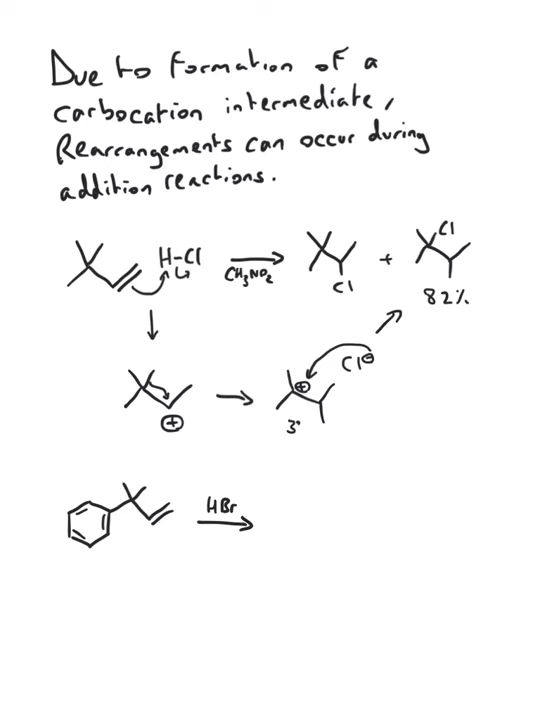 Due to formation of a
carbocation intermediate,
Rearrangements can occur during
addition reactions.
H-Cl
CH₃NO₂
Cl
+
Cl
82%
⊕
⊕
3°
Cl⊖
HBr